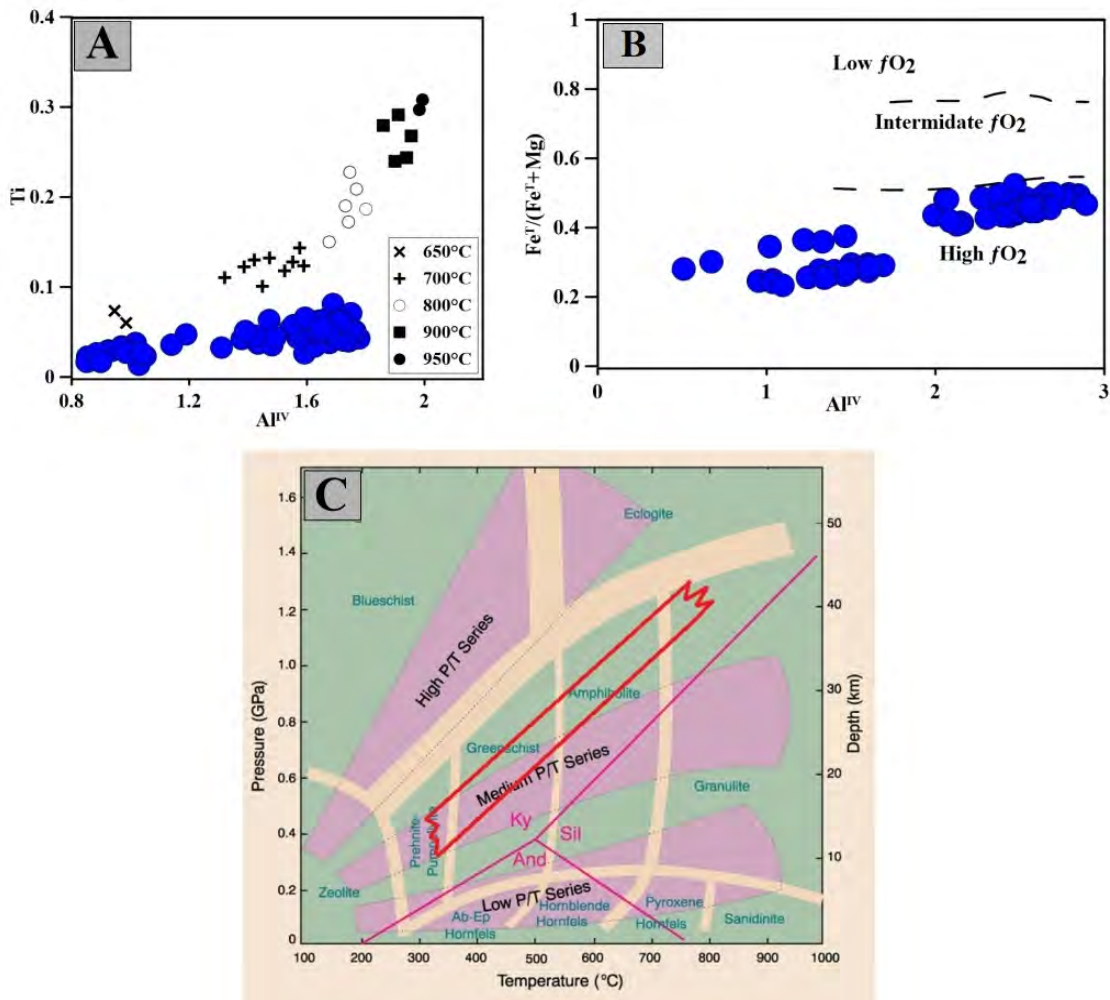 A
0.4
0.3
0.2
0.1
0
Ti
0.8
1.2
1.6
2
Al^IV
650°C
700°C
800°C
900°C
950°C
B
1
0.8
0.6
0.4
0.2
0
Fe^T/(Fe^T+Mg)
Low fO2
Intermidate fO2
High fO2
0
1
2
3
Al^IV
C
1.6
1.4
1.2
1.0
0.8
0.6
0.4
0.2
0
Pressure (GPa)
50
40
30
20
10
0
Depth (km)
Eclogite
Blueschist
High P/T Series
Amphibolite
Greenschist
Medium P/T Series
Granulite
Prehnite-
Pumpellyite
Ky
Sil
And
Zeolite
Low P/T Series
Ab-Ep
Hornfels
Hornblende
Hornfels
Pyroxene
Hornfels
Sanidinite
100
200
300
400
500
600
700
800
900
1000
Temperature (°C)